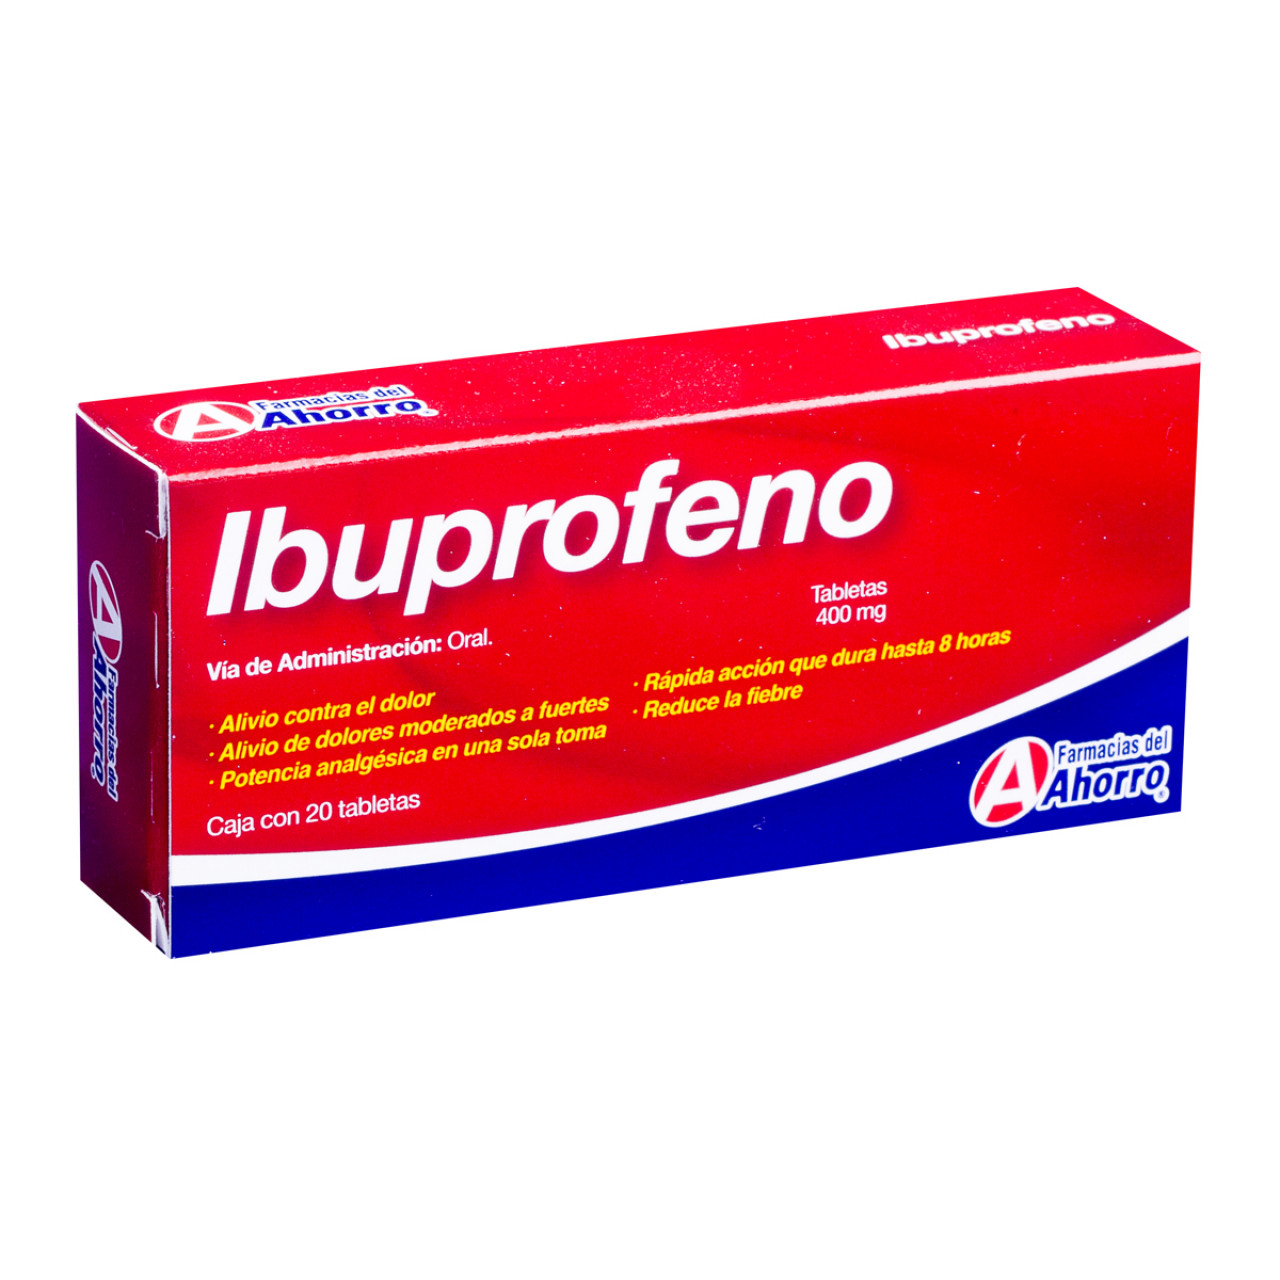 Farmacias del
Ahorro®
Ibuprofeno
Ibuprofeno
Tabletas
400 mg
Vía de Administración: Oral.
· Alivio contra el dolor
· Alivio de dolores moderados a fuertes
· Potencia analgésica en una sola toma
· Rápida acción que dura hasta 8 horas
· Reduce la fiebre
Caja con 20 tabletas
Farmacias del
Ahorro®
Farmacias del
Ahorro®